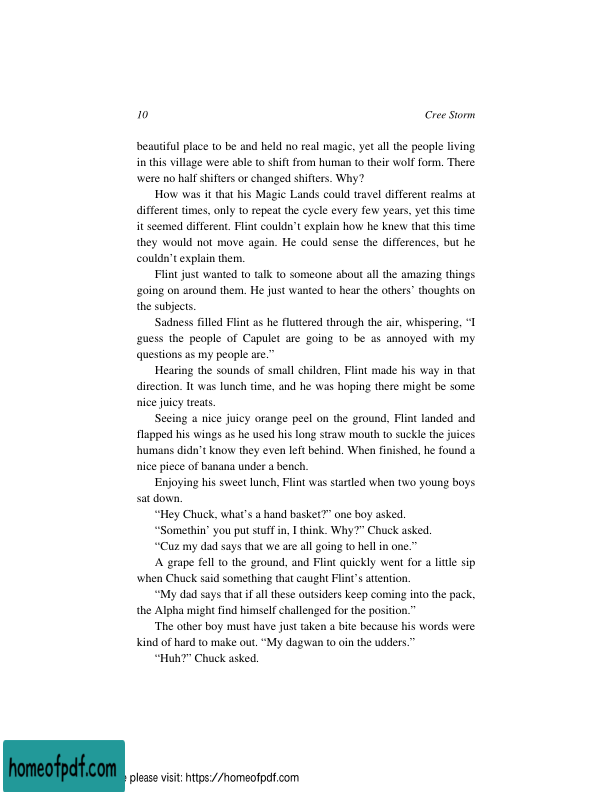 10 Cree Storm
beautiful place to be and held no real magic, yet all the people living
in this village were able to shift from human to their wolf form. There
were no half shifters or changed shifters. Why?
How was it that his Magic Lands could travel different realms at
different times, only to repeat the cycle every few years, yet this time
it seemed different. Flint couldn’t explain how he knew that this time
they would not move again. He could sense the differences, but he
couldn’t explain them.
Flint just wanted to talk to someone about all the amazing things
going on around them. He just wanted to hear the others’ thoughts on
the subjects.
Sadness filled Flint as he fluttered through the air, whispering, “I
guess the people of Capulet are going to be as annoyed with my
questions as my people are.”
Hearing the sounds of small children, Flint made his way in that
direction. It was lunch time, and he was hoping there might be some
nice juicy treats.
Seeing a nice juicy orange peel on the ground, Flint landed and
flapped his wings as he used his long straw mouth to suckle the juices
humans didn’t know they even left behind. When finished, he found a
nice piece of banana under a bench.
Enjoying his sweet lunch, Flint was startled when two young boys
sat down.
“Hey Chuck, what’s a hand basket?” one boy asked.
“Somethin’ you put stuff in, I think. Why?” Chuck asked.
“Cuz my dad says that we are all going to hell in one.”
A grape fell to the ground, and Flint quickly went for a little sip
when Chuck said something that caught Flint’s attention.
“My dad says that if all these outsiders keep coming into the pack,
the Alpha might find himself challenged for the position.”
The other boy must have just taken a bite because his words were
kind of hard to make out. “My dagwan to oin the udders.”
“Huh?” Chuck asked.
homeofpdf.com
please visit: https://homeofpdf.com